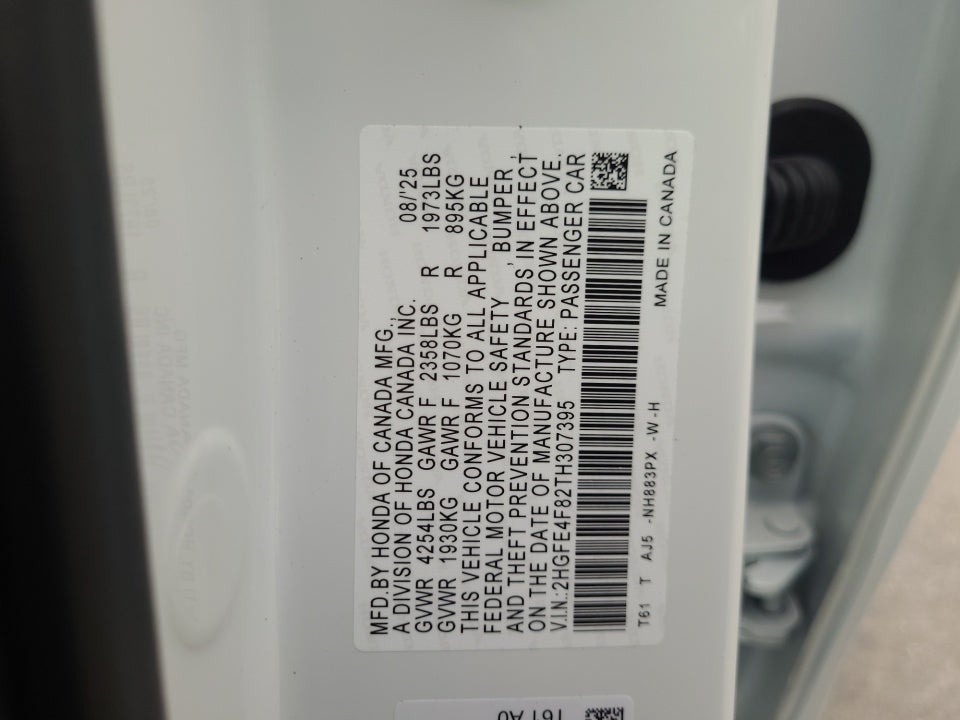 MFD.BY HONDA OF CANADA MFG., 08/'25
A DIVISION OF HONDA CANADA INC.
GVWR 4254LBS GAWR F 2358LBS R 1973LBS
GVWR 1930KG GAWR F 1070KG R 895KG
THIS VEHICLE CONFORMS TO ALL APPLICABLE
FEDERAL MOTOR VEHICLE SAFETY , BUMPER,
AND THEFT PREVENTION STANDARDS IN EFFECT
ON THE DATE OF MANUFACTURE SHOWN ABOVE.
V.I.N.:2HGFE4F82TH307395 TYPE: PASSENGER CAR
T61 T AJ5 -NH883PX -W-H
MADE IN CANADA